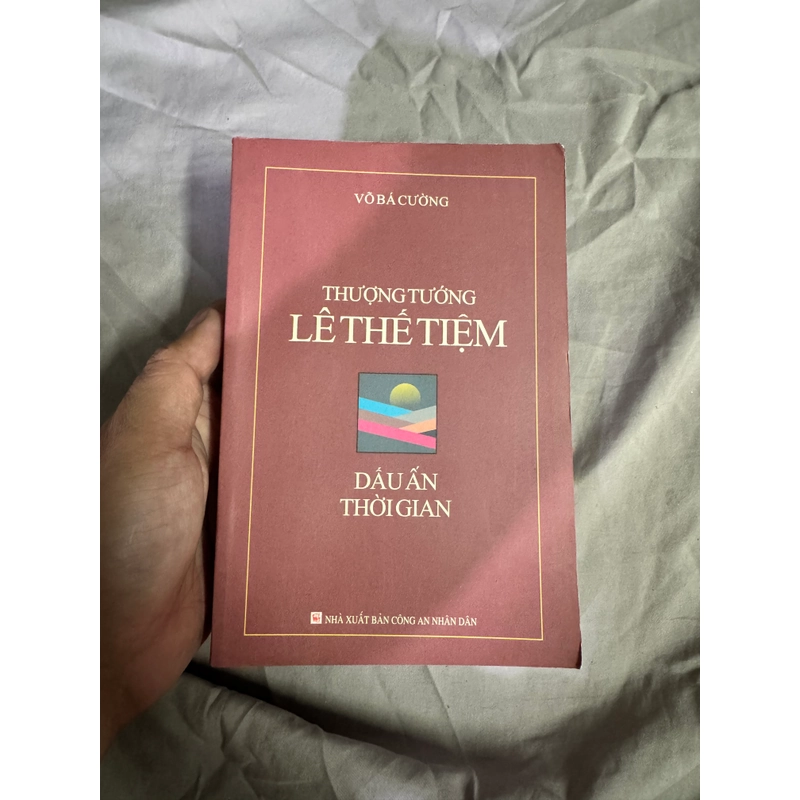 VÕ BÁ CƯỜNG
THƯỢNG TƯỚNG
LÊ THẾ TIỆM
DẤU ẤN
THỜI GIAN
NHÀ XUẤT BẢN CÔNG AN NHÂN DÂN